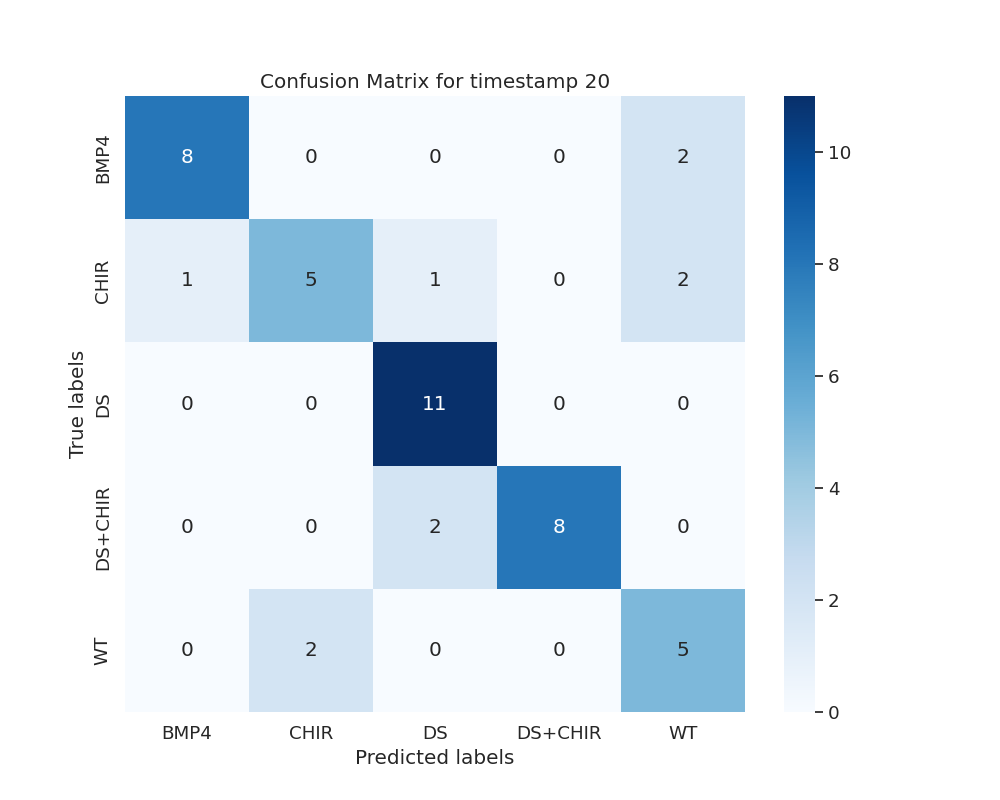 Confusion Matrix for timestamp 20
True labels
BMP4 8 0 0 0 2
CHIR 1 5 1 0 2
DS 0 0 11 0 0
DS+CHIR 0 0 2 8 0
WT 0 2 0 0 5
BMP4 CHIR DS DS+CHIR WT
Predicted labels
10
8
6
4
2
0